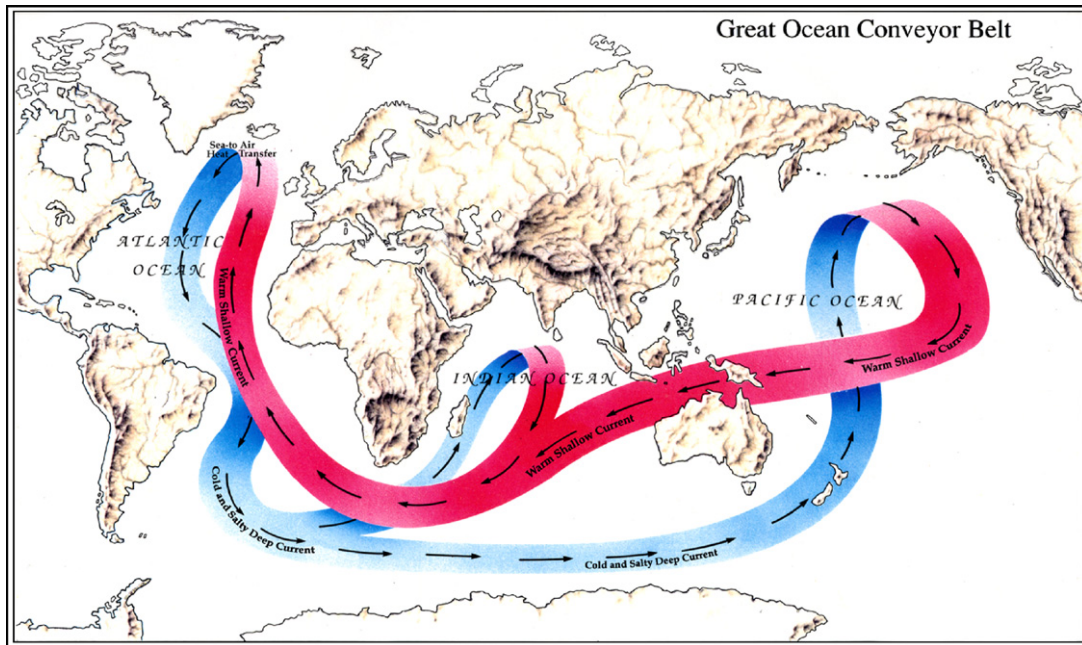 Great Ocean Conveyor Belt
Sea-to Air
Heat Transfer
ATLANTIC
OCEAN
Warm Shallow Current
PACIFIC OCEAN
Warm Shallow Current
INDIAN OCEAN
Warm Shallow Current
Cold and Salty Deep Current
Cold and Salty Deep Current